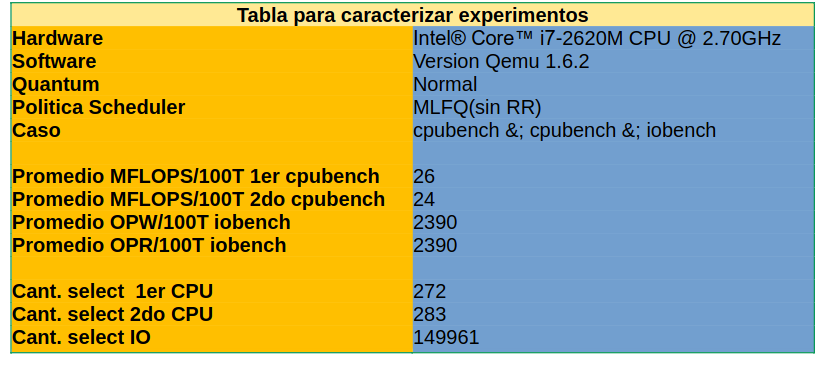 Tabla para caracterizar experimentos
Hardware Intel® Core™ i7-2620M CPU @ 2.70GHz
Software Version Qemu 1.6.2
Quantum Normal
Politica Scheduler MLFQ(sin RR)
Caso cpubench &; cpubench &; iobench
Promedio MFLOPS/100T 1er cpubench 26
Promedio MFLOPS/100T 2do cpubench 24
Promedio OPW/100T iobench 2390
Promedio OPR/100T iobench 2390
Cant. select 1er CPU 272
Cant. select 2do CPU 283
Cant. select IO 149961